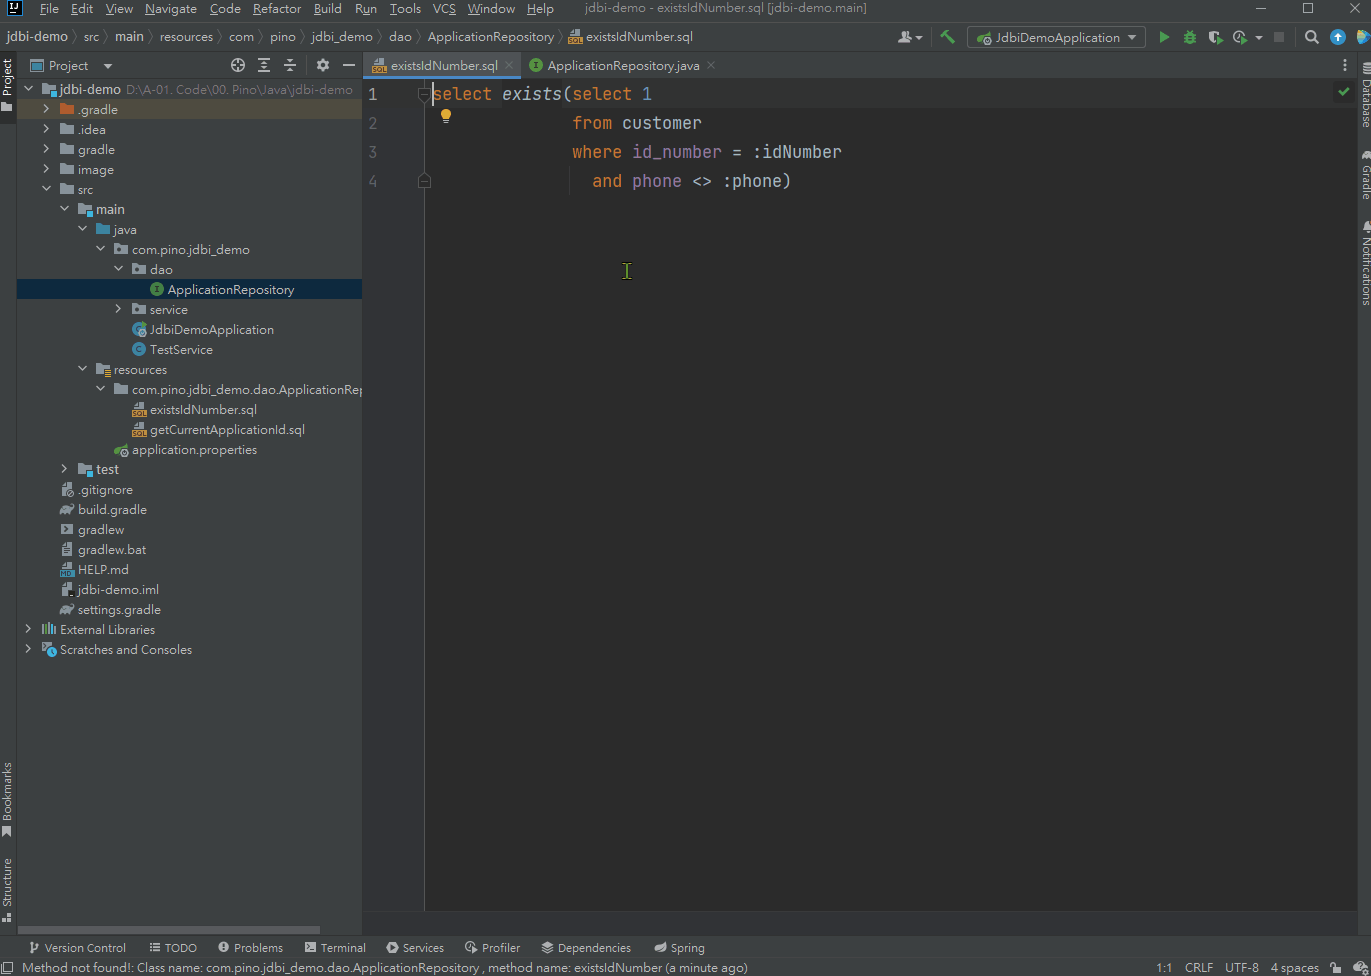 File Edit View Navigate Code Refactor Build Run Tools VCS Window Help jdbi-demo - existsIdNumber.sql [jdbi-demo.main]
jdbi-demo src main resources com pino jdbi_demo dao ApplicationRepository existsIdNumber.sql JdbiDemoApplication
Project
Project
existsIdNumber.sql ApplicationRepository.java
jdbi-demo D:\A-01. Code\00. Pino\Java\jdbi-demo
.gradle
.idea
gradle
image
src
main
java
com.pino.jdbi_demo
dao
ApplicationRepository
service
JdbiDemoApplication
TestService
resources
com.pino.jdbi_demo.dao.ApplicationRe
existsIdNumber.sql
getCurrentApplicationId.sql
application.properties
test
.gitignore
build.gradle
gradlew
gradlew.bat
HELP.md
jdbi-demo.iml
settings.gradle
External Libraries
Scratches and Consoles
1 select exists(select 1
2 from customer
3 where id_number = :idNumber
4 and phone <> :phone)
Database
Gradle
Notifications
Bookmarks
Structure
Version Control TODO Problems Terminal Services Profiler Dependencies Spring
Method not found!: Class name: com.pino.jdbi_demo.dao.ApplicationRepository , method name: existsIdNumber (a minute ago) 1:1 CRLF UTF-8 4 spaces